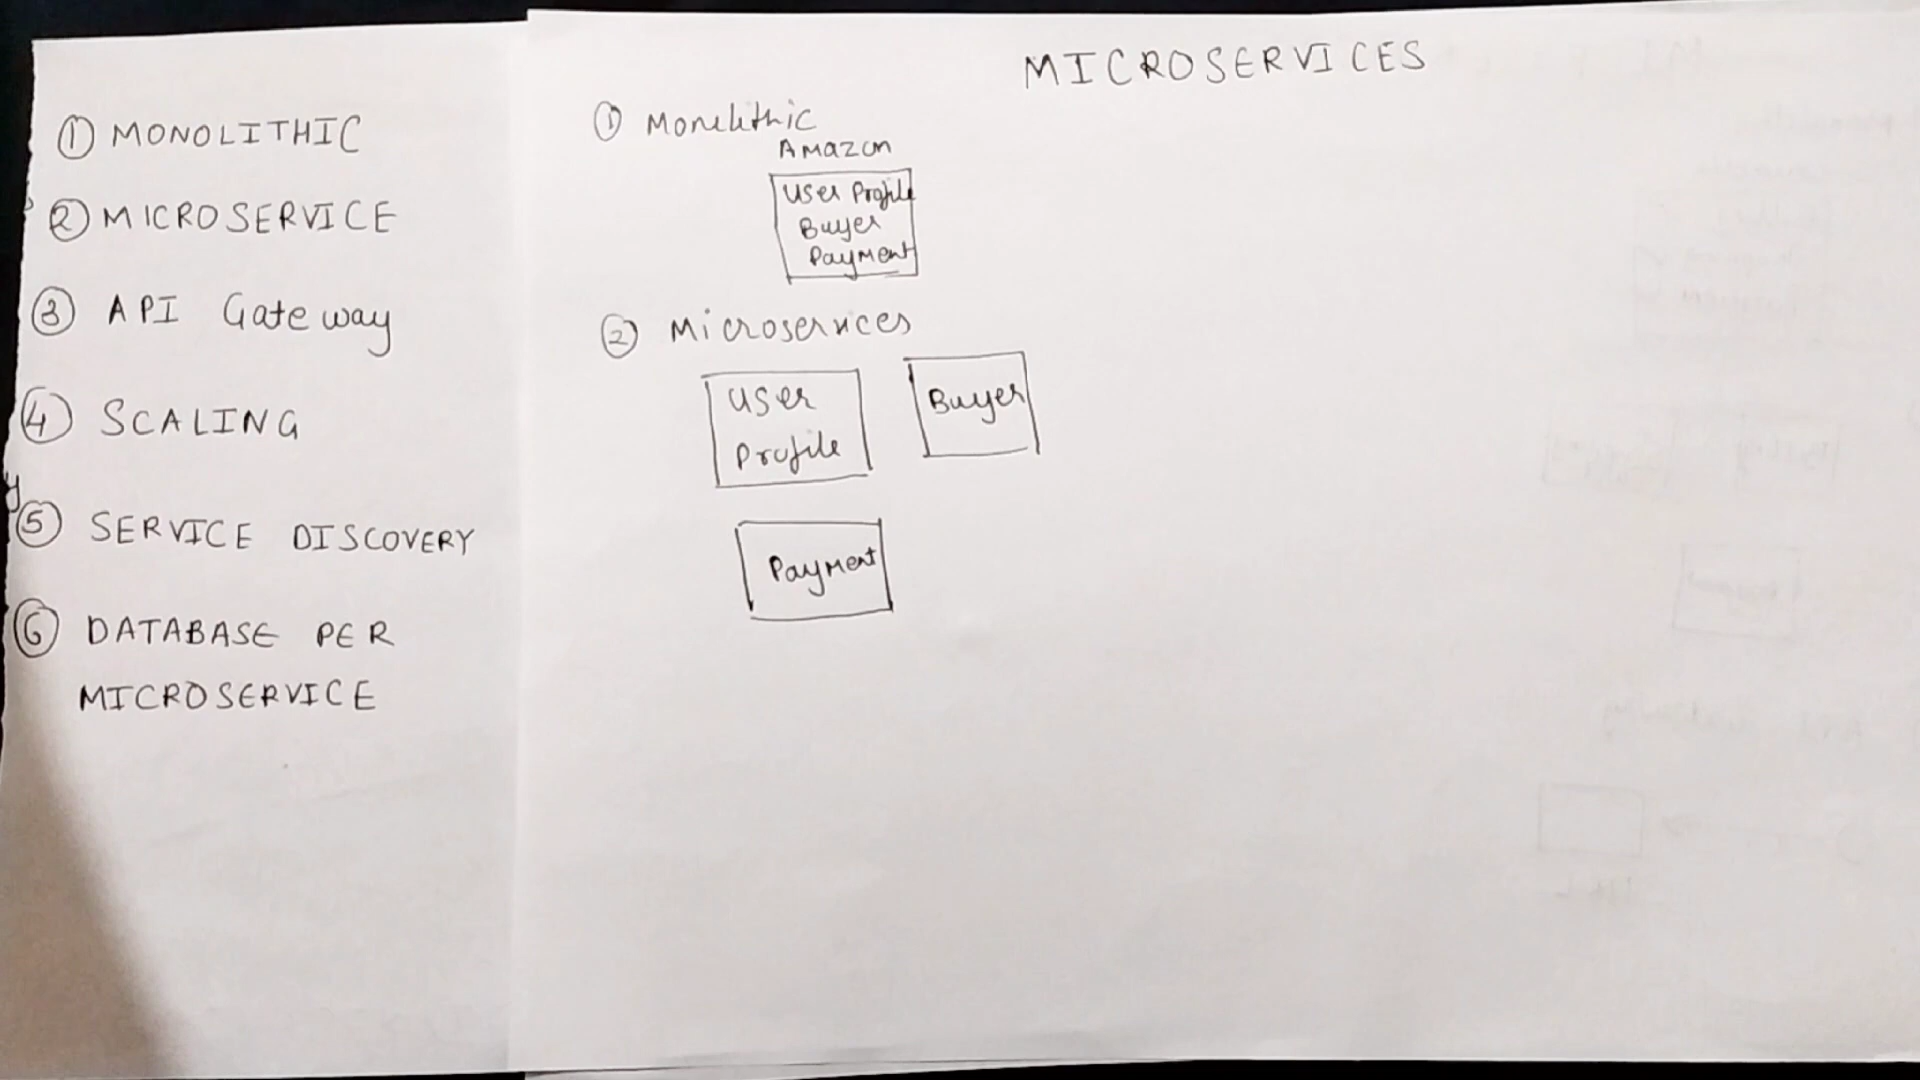 ① MONOLITHIC
② MICROSERVICE
③ API Gateway
④ SCALING
⑤ SERVICE DISCOVERY
⑥ DATABASE PER
MICROSERVICE
MICROSERVICES
① Monolithic
Amazon
User Profile
Buyer
Payment
② Microservices
User
Profile
Buyer
Payment